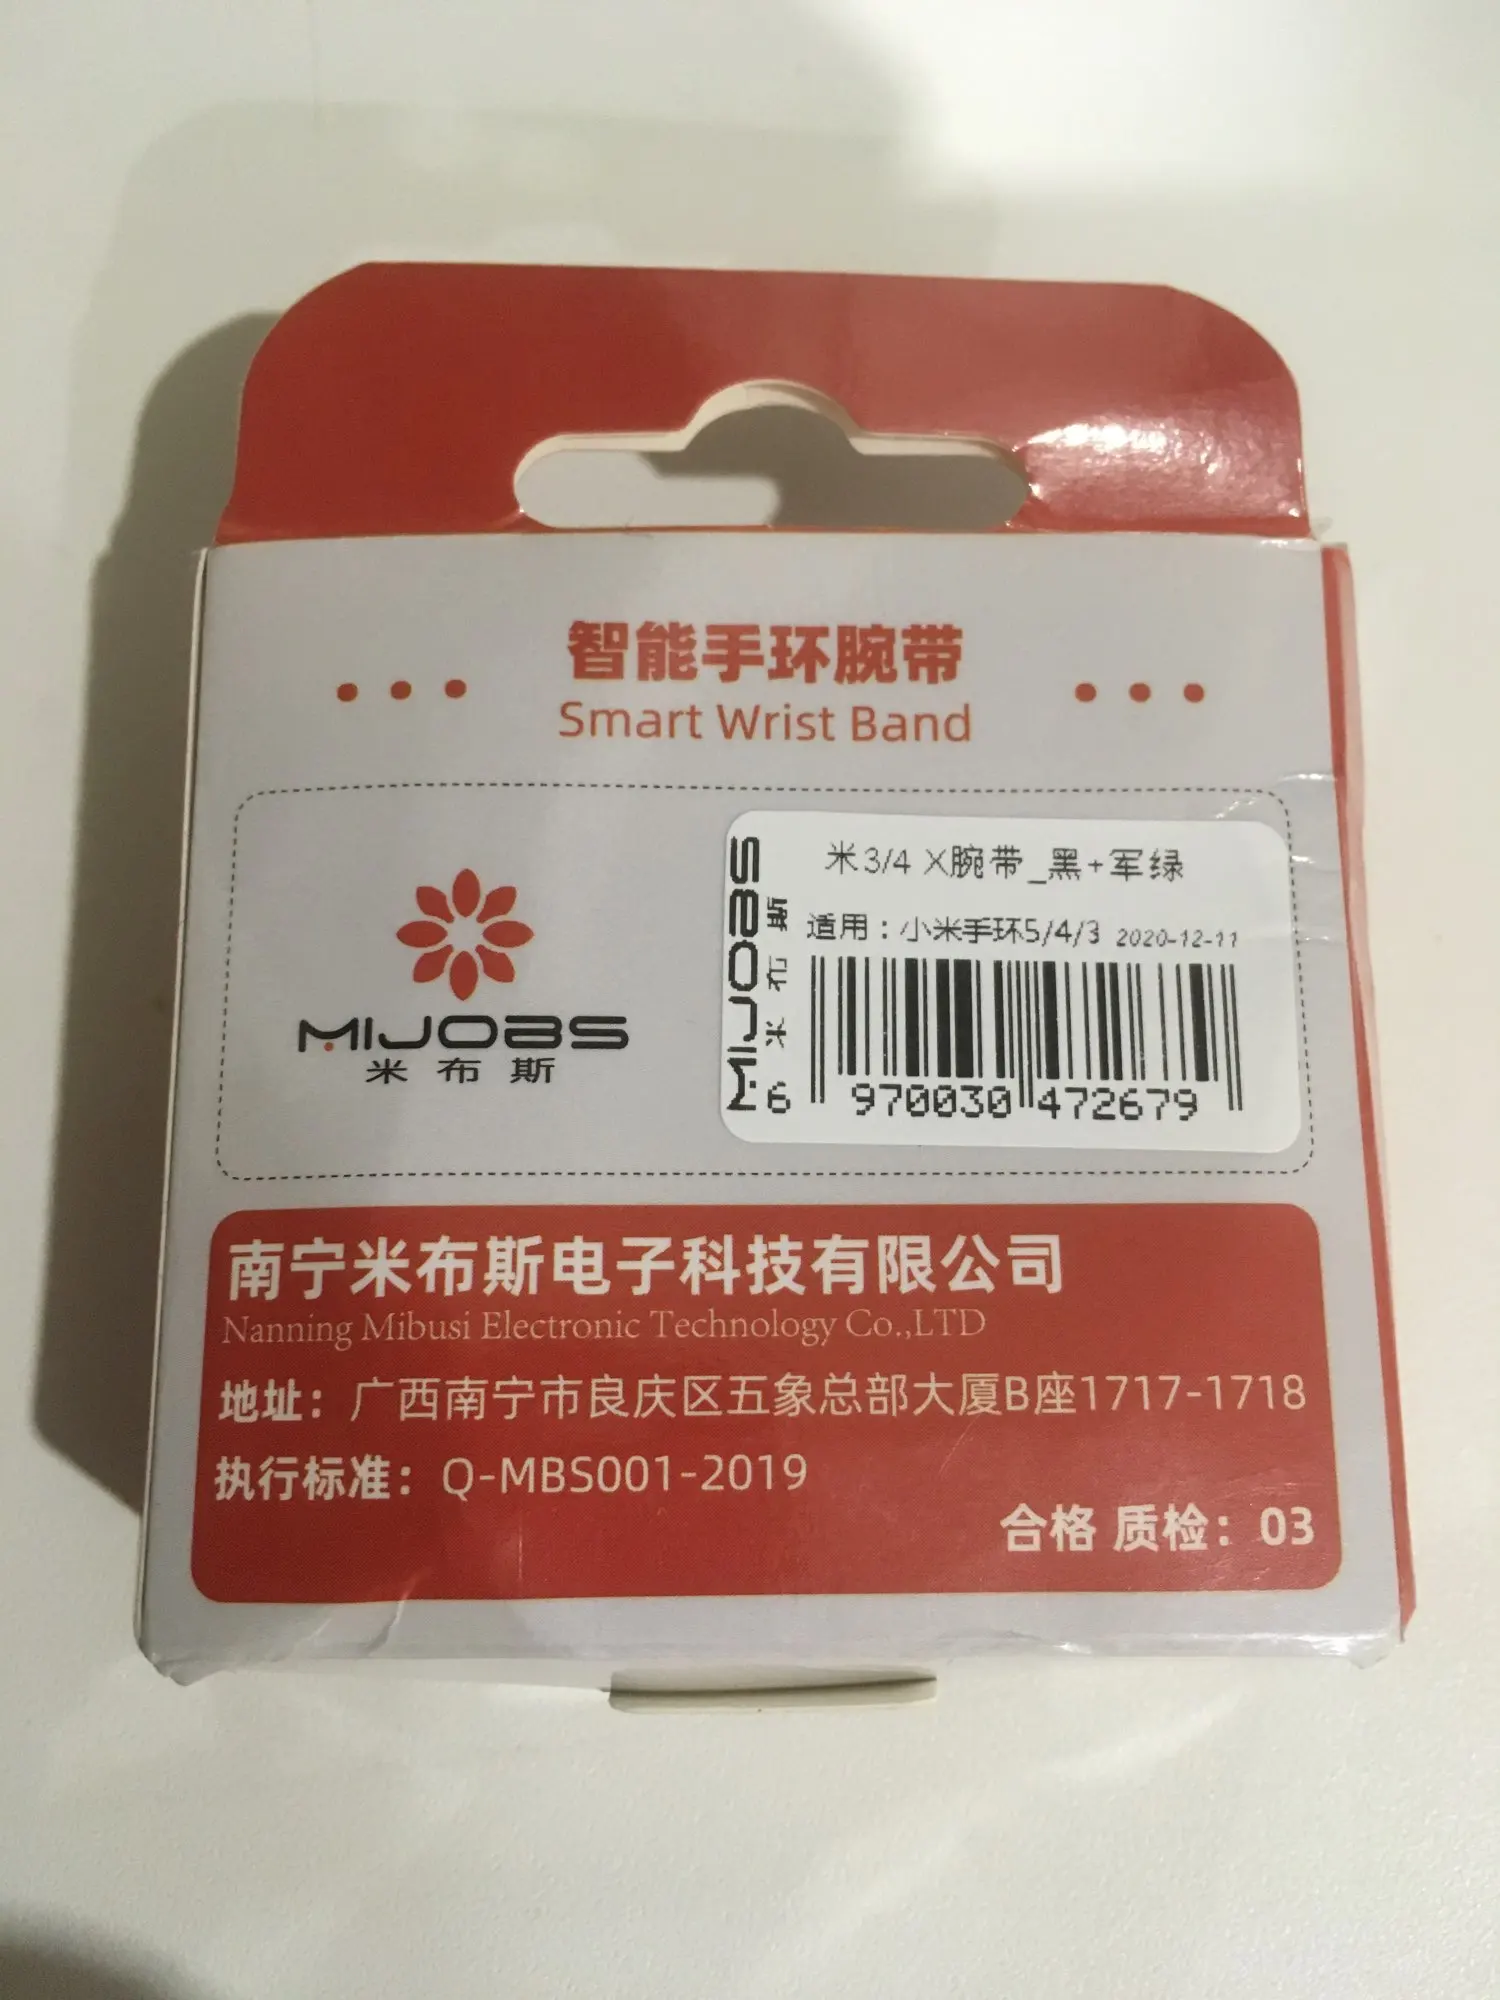 智能手环腕带
Smart Wrist Band
MIJOBS
米布斯
MIJOBS
米布斯
米3/4 X腕带_黑+军绿
适用：小米手环5/4/3 2020-12-11
6 970030 472679
南宁米布斯电子科技有限公司
Nanning Mibusi Electronic Technology Co.,LTD
地址：广西南宁市良庆区五象总部大厦B座1717-1718
执行标准：Q-MBS001-2019
合格 质检：03